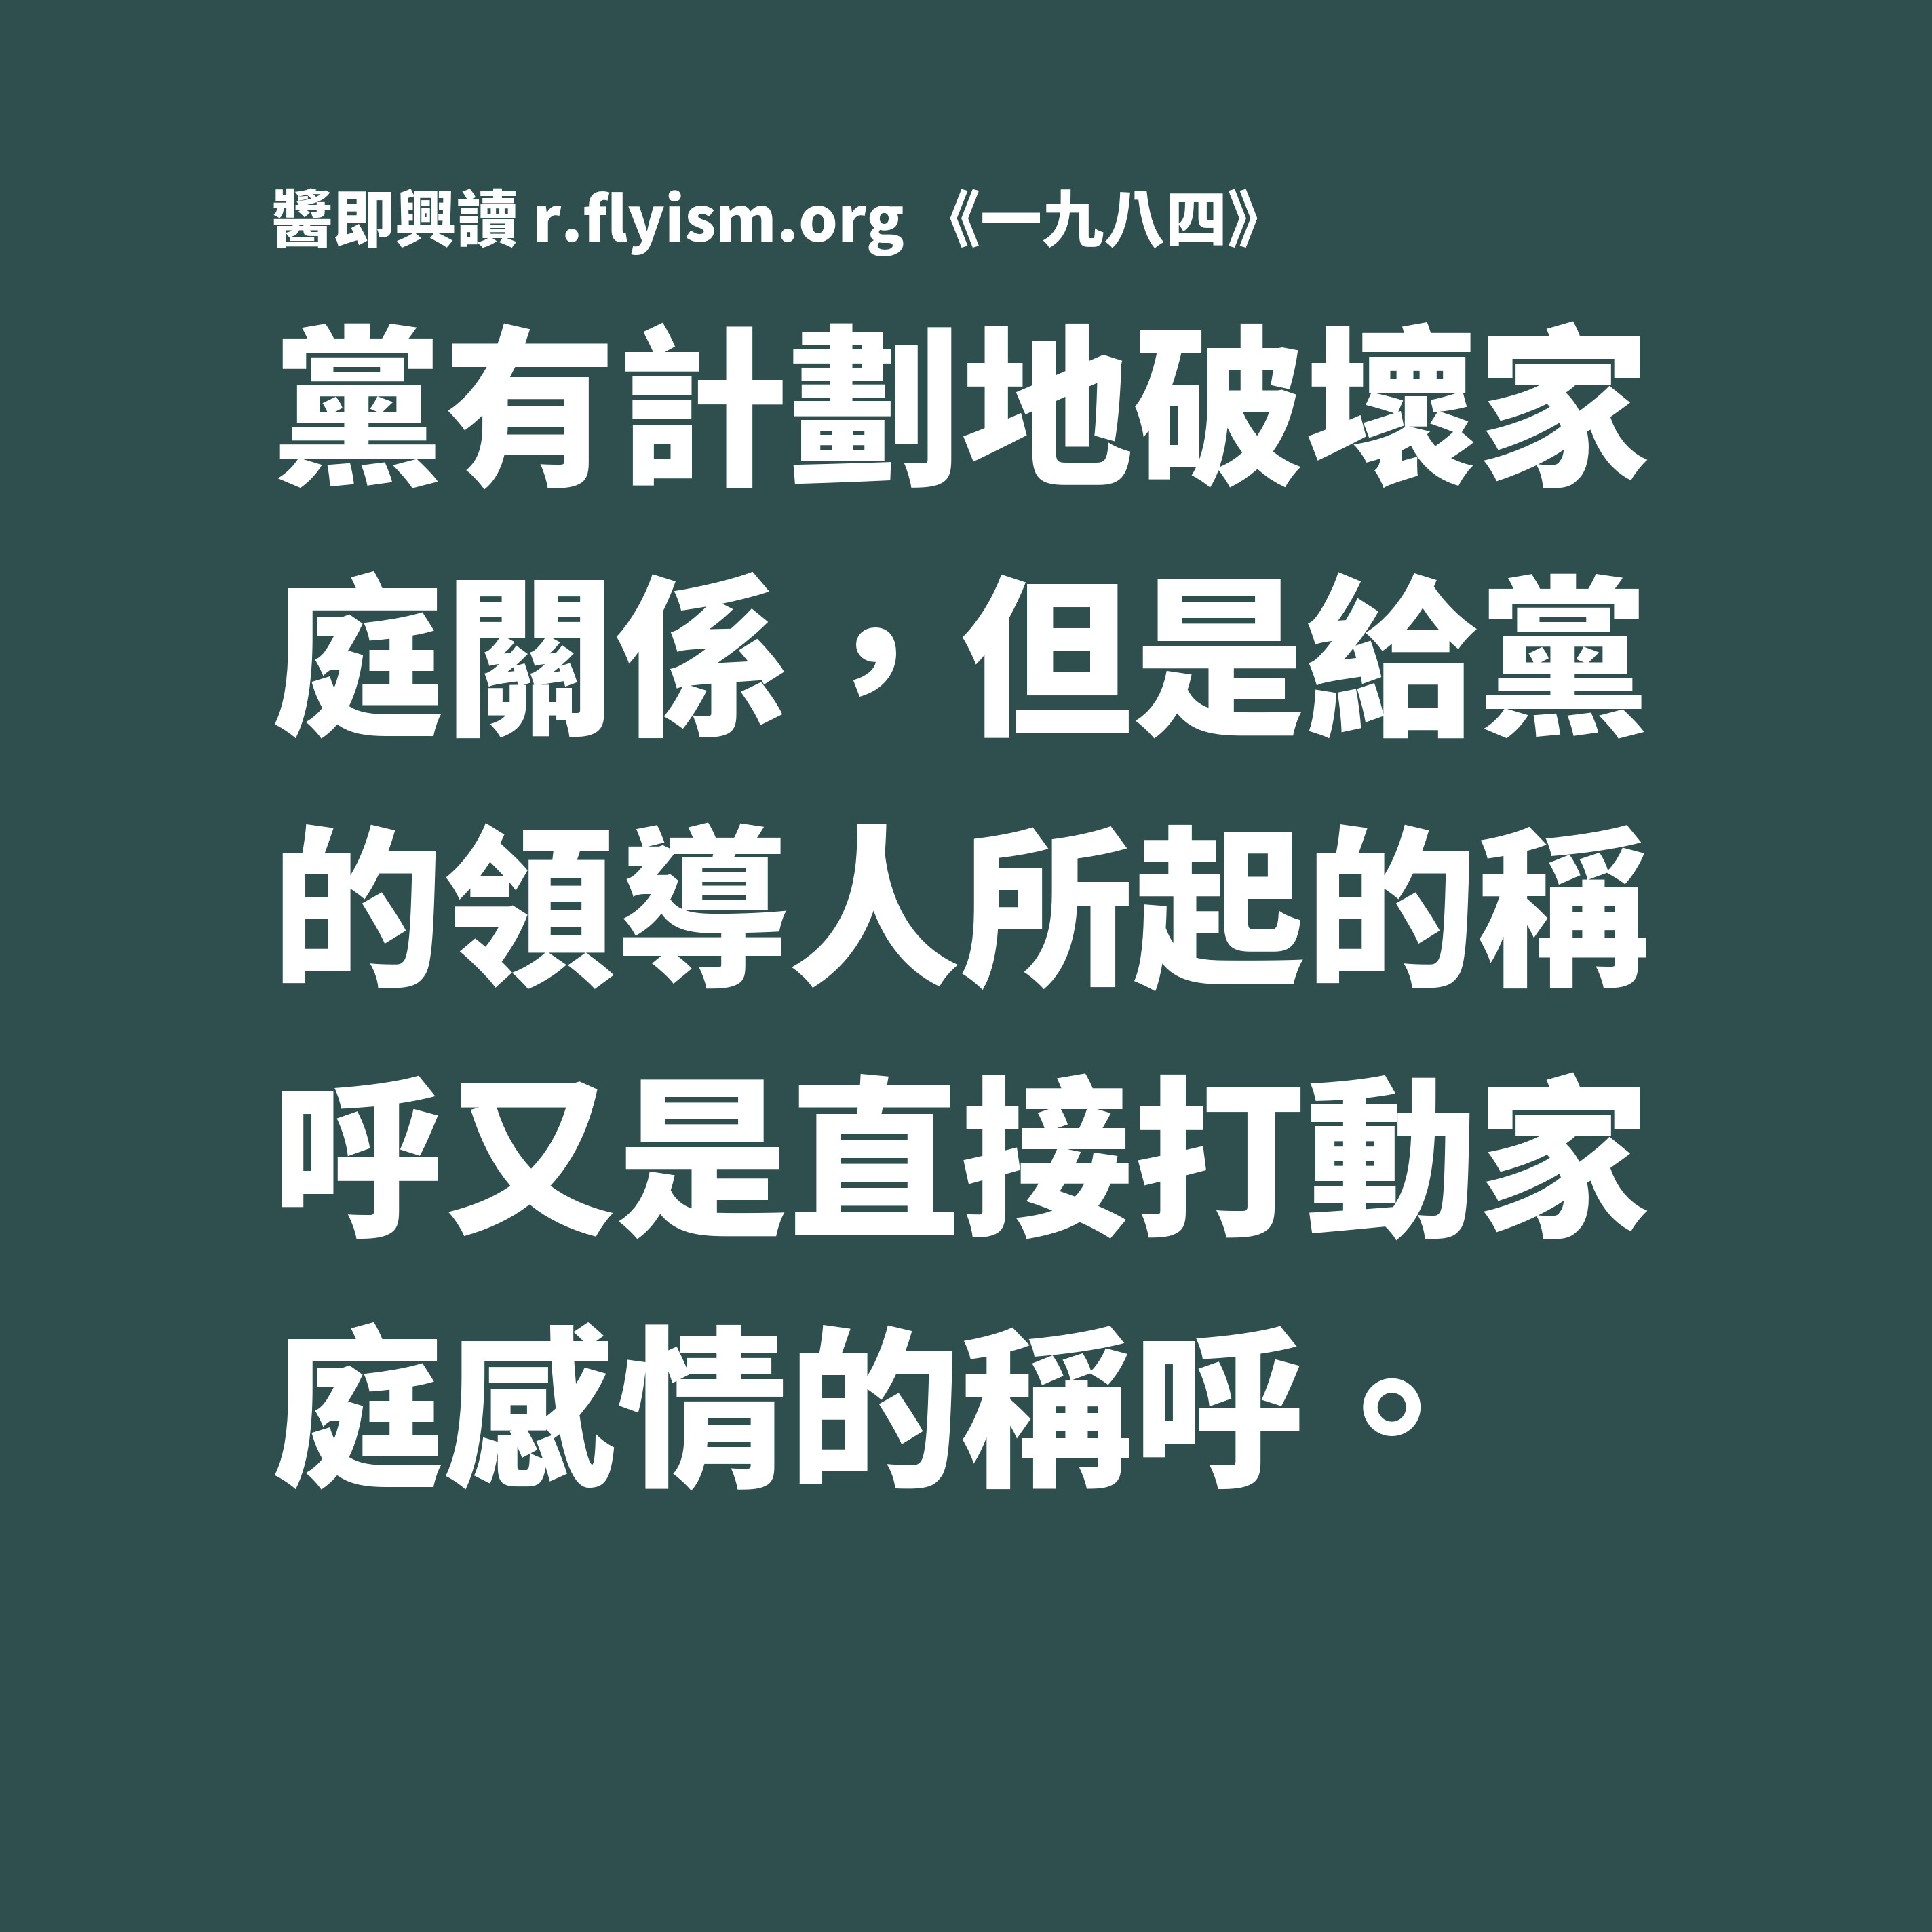 醬即與讀 r.flyism.org 《一九八四》
黨有計劃地破壞家
庭關係，但是給黨
的領導人所起的稱
呼又是直接打動家
庭感情的稱呼。